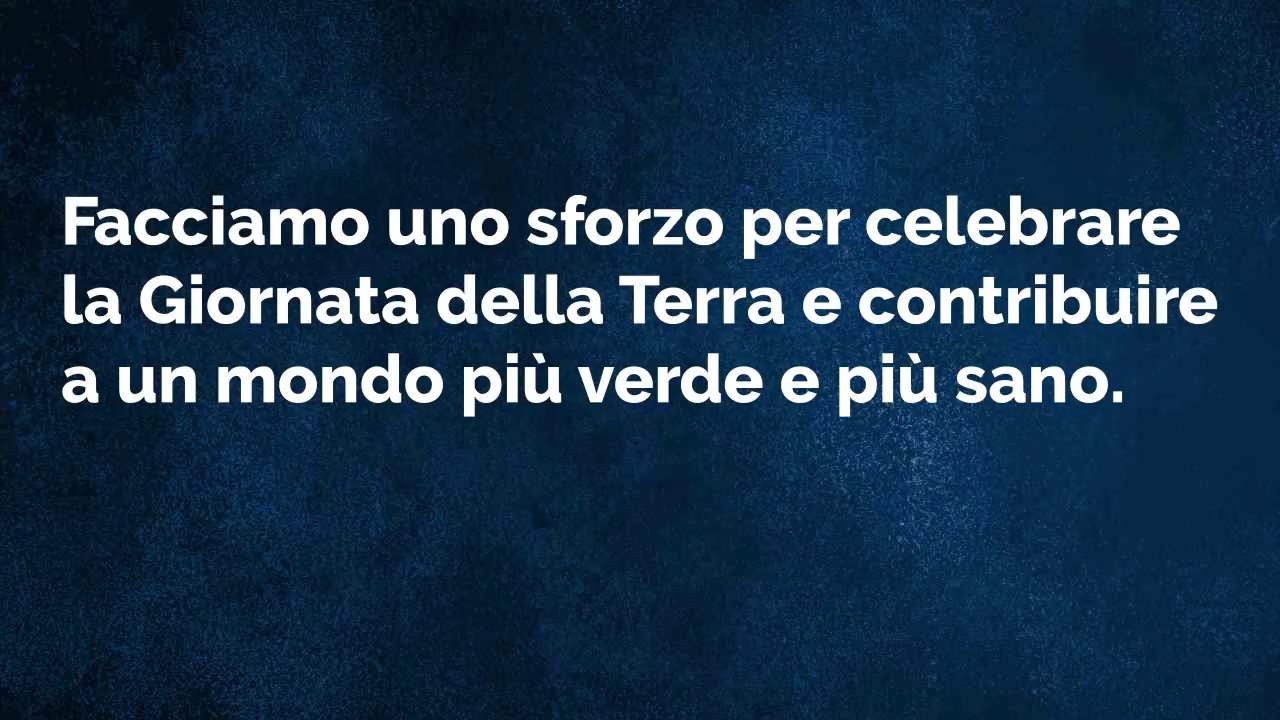 Facciamo uno sforzo per celebrare
la Giornata della Terra e contribuire
a un mondo più verde e più sano.